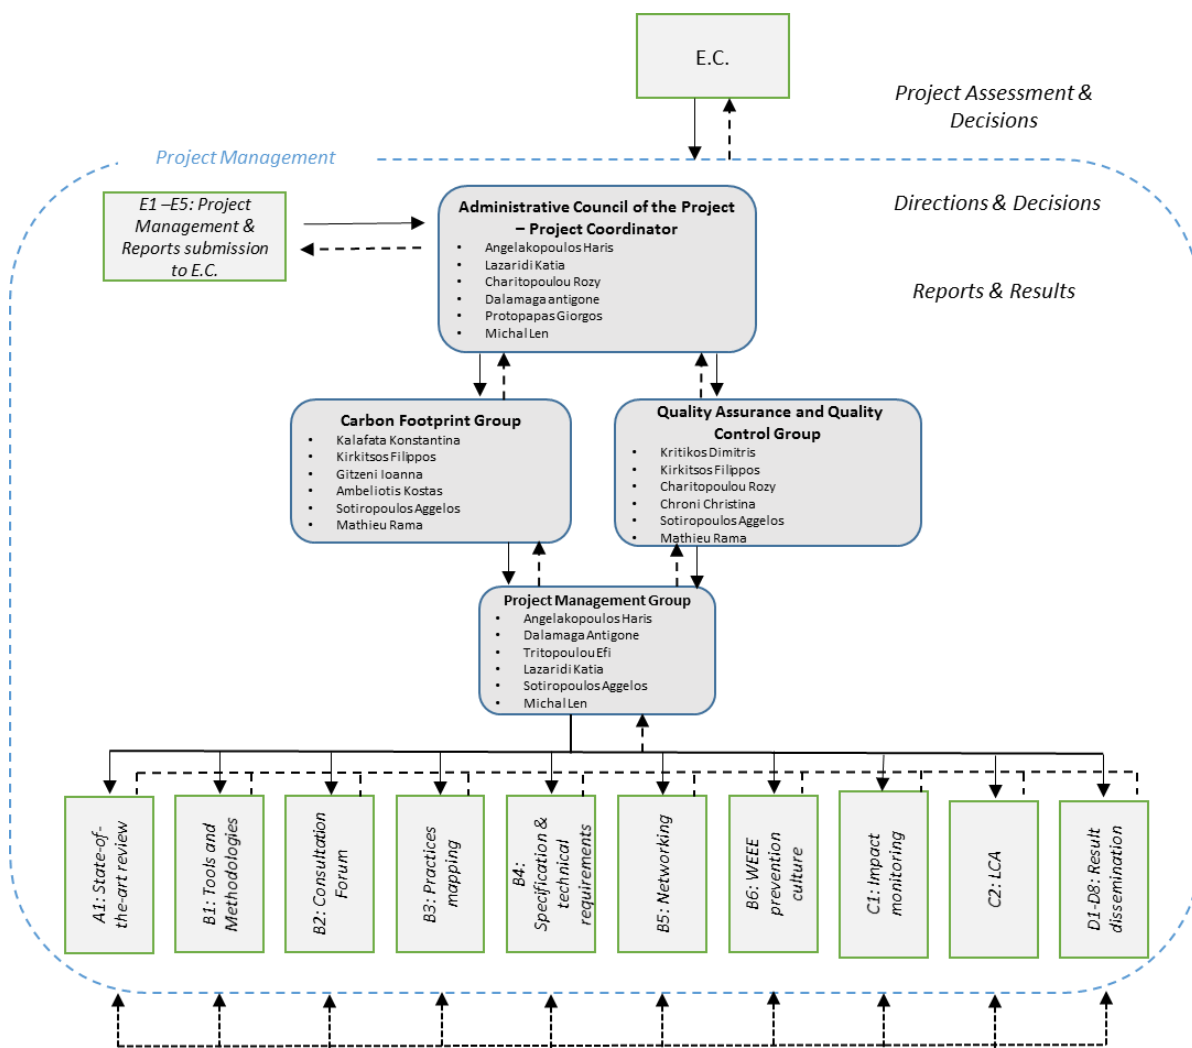 E.C.
Project Assessment &
Decisions
Project Management
E1 –E5: Project
Management &
Reports submission
to E.C.
Administrative Council of the Project
– Project Coordinator
• Angelakopoulos Haris
• Lazaridi Katia
• Charitopoulou Rozy
• Dalamaga antigone
• Protopapas Giorgos
• Michal Len
Directions & Decisions
Reports & Results
Carbon Footprint Group
• Kalafata Konstantina
• Kirkitsos Filippos
• Gitzeni Ioanna
• Ambeliotis Kostas
• Sotiropoulos Aggelos
• Mathieu Rama
Quality Assurance and Quality
Control Group
• Kritikos Dimitris
• Kirkitsos Filippos
• Charitopoulou Rozy
• Chroni Christina
• Sotiropoulos Aggelos
• Mathieu Rama
Project Management Group
• Angelakopoulos Haris
• Dalamaga Antigone
• Tritopoulou Efi
• Lazaridi Katia
• Sotiropoulos Aggelos
• Michal Len
A1: State-of-
the-art review
B1: Tools and
Methodologies
B2: Consultation
Forum
B3: Practices
mapping
B4:
Specification &
technical
requirements
B5: Networking
B6: WEEE
prevention
culture
C1: Impact
monitoring
C2: LCA
D1-D8: Result
dissemination